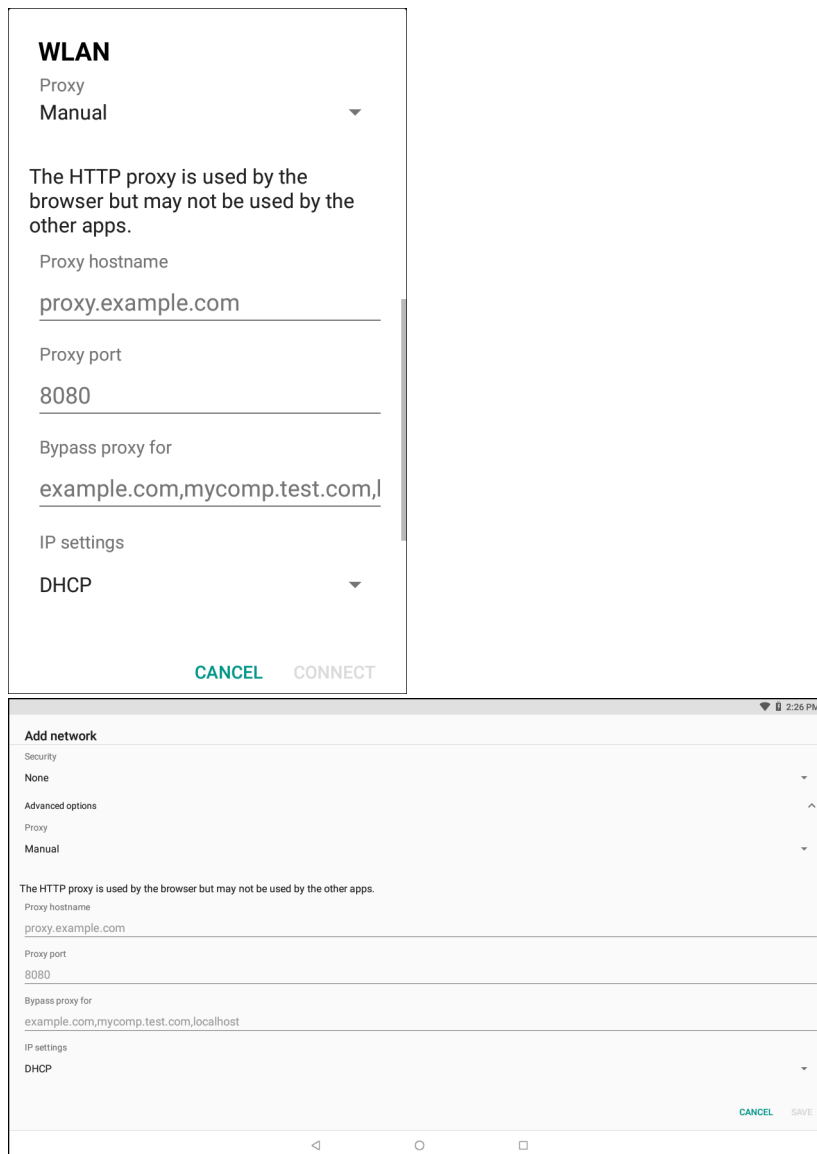 WLAN
Proxy
Manual
The HTTP proxy is used by the
browser but may not be used by the
other apps.
Proxy hostname
proxy.example.com
Proxy port
8080
Bypass proxy for
example.com,mycomp.test.com,l
IP settings
DHCP
CANCEL CONNECT
2:26 PM
Add network
Security
None
Advanced options
Proxy
Manual
The HTTP proxy is used by the browser but may not be used by the other apps.
Proxy hostname
proxy.example.com
Proxy port
8080
Bypass proxy for
example.com,mycomp.test.com,localhost
IP settings
DHCP
CANCEL SAVE